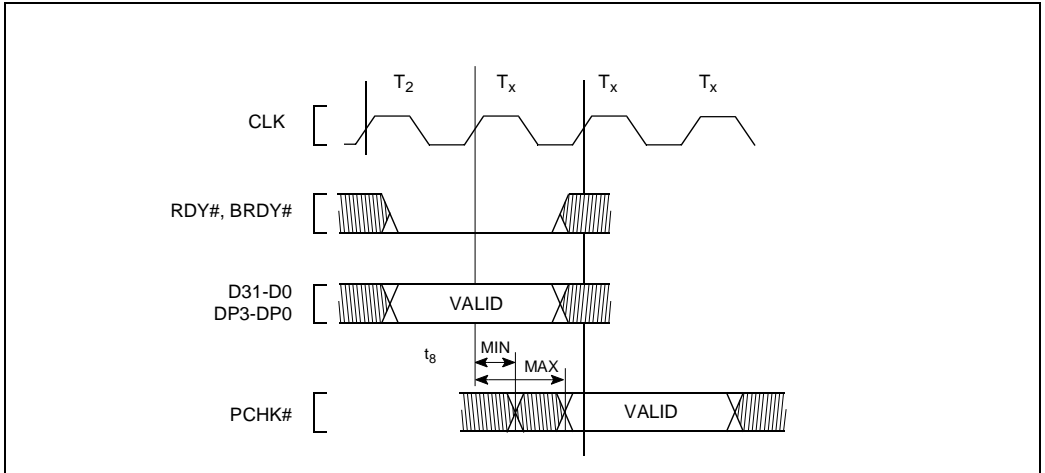 T2 Tx Tx Tx
CLK
RDY#, BRDY#
D31-D0
DP3-DP0
VALID
t8
MIN
MAX
PCHK#
VALID